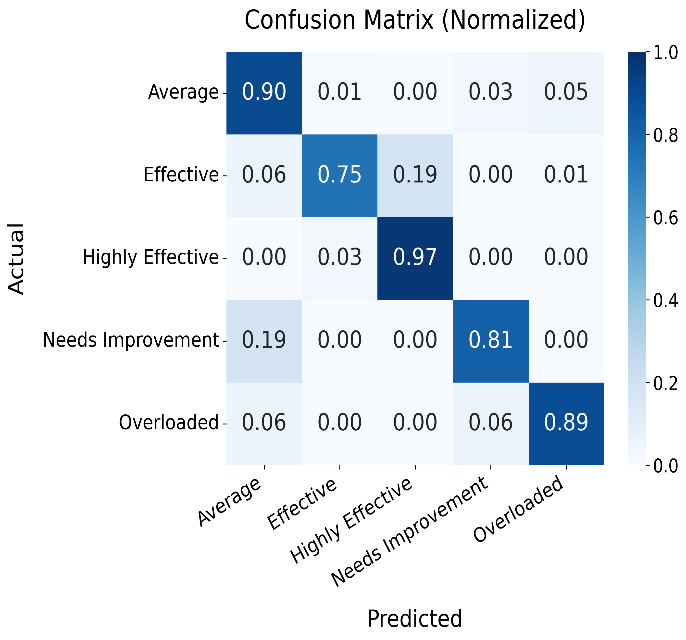 Confusion Matrix (Normalized)
Actual
Average 0.90 0.01 0.00 0.03 0.05
Effective 0.06 0.75 0.19 0.00 0.01
Highly Effective 0.00 0.03 0.97 0.00 0.00
Needs Improvement 0.19 0.00 0.00 0.81 0.00
Overloaded 0.06 0.00 0.00 0.06 0.89
Average Effective Highly Effective Needs Improvement Overloaded
Predicted
1.0
0.8
0.6
0.4
0.2
0.0